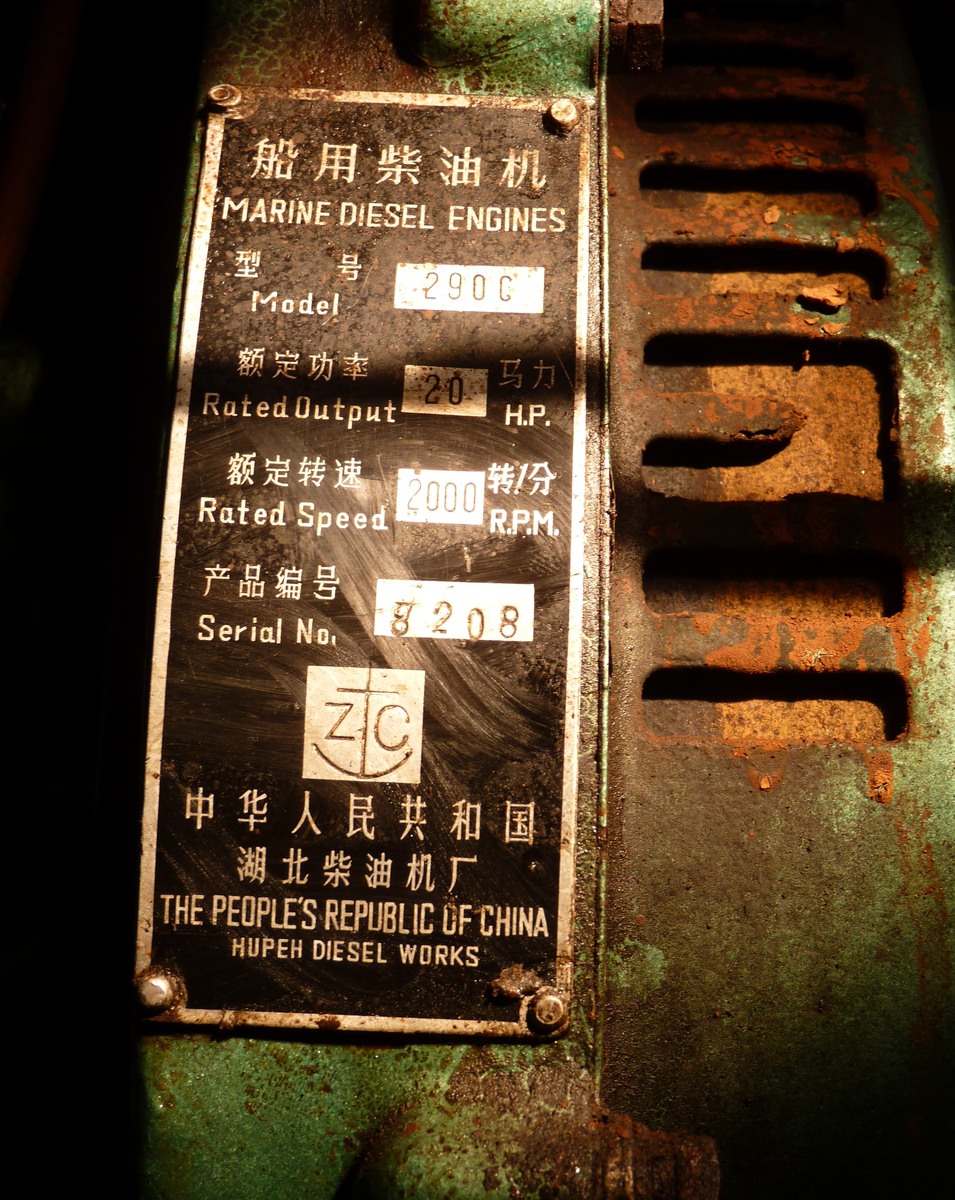 船用柴油机
MARINE DIESEL ENGINES
型号 290C
Model
额定功率 20 马力
Rated Output H.P.
额定转速 2000 转/分
Rated Speed R.P.M.
产品编号 8208
Serial No.
ZC
中华人民共和国
湖北柴油机厂
THE PEOPLE'S REPUBLIC OF CHINA
HUPEH DIESEL WORKS